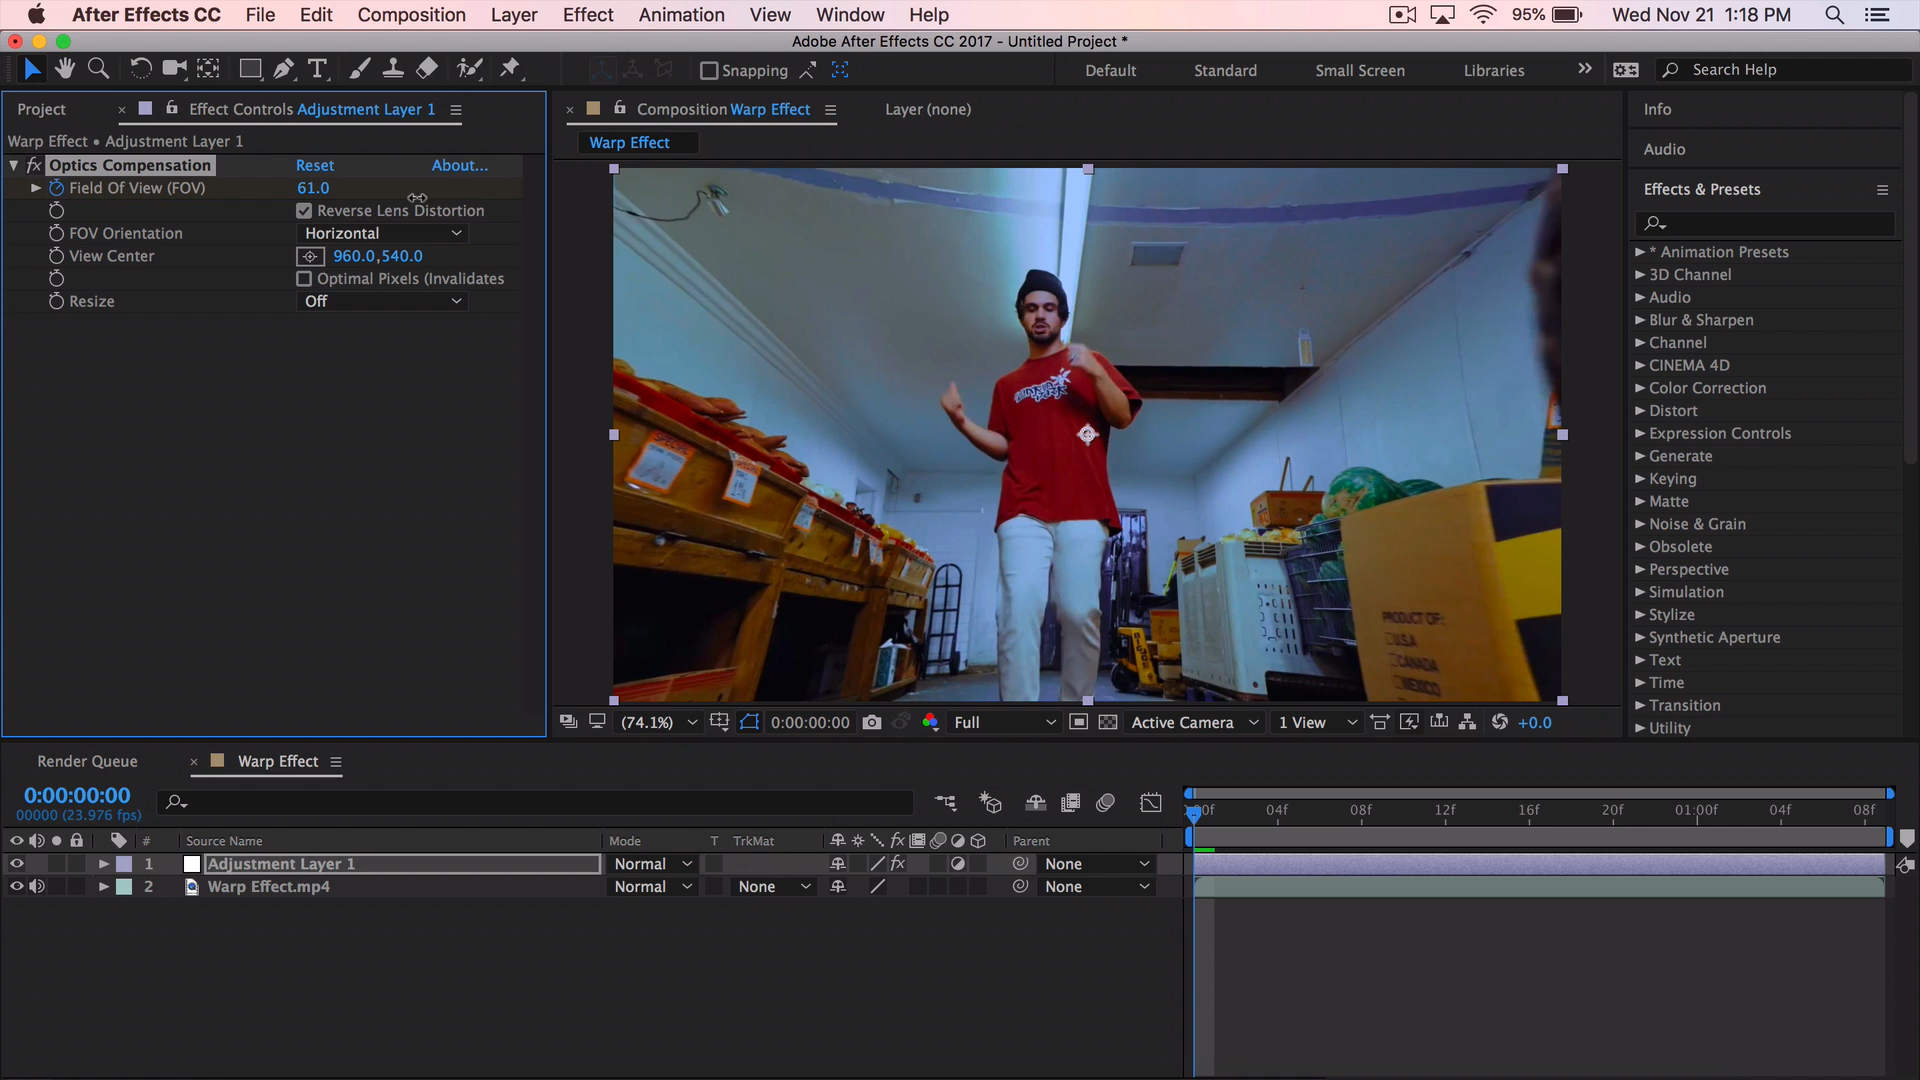 After Effects CC File Edit Composition Layer Effect Animation View Window Help 95% Wed Nov 21 1:18 PM
Adobe After Effects CC 2017 - Untitled Project *
Snapping Default Standard Small Screen Libraries Search Help
Project Effect Controls Adjustment Layer 1
Composition Warp Effect Layer (none)
Warp Effect • Adjustment Layer 1
Warp Effect
fx Optics Compensation Reset About...
Field Of View (FOV) 61.0
Reverse Lens Distortion
FOV Orientation Horizontal
View Center 960.0,540.0
Optimal Pixels (Invalidates
Resize Off
PRODUCT OF:
USA
CANADA
MEXICO
(74.1%) 0:00:00:00 Full Active Camera 1 View +0.0
Info
Audio
Effects & Presets
* Animation Presets
3D Channel
Audio
Blur & Sharpen
Channel
CINEMA 4D
Color Correction
Distort
Expression Controls
Generate
Keying
Matte
Noise & Grain
Obsolete
Perspective
Simulation
Stylize
Synthetic Aperture
Text
Time
Transition
Utility
Render Queue Warp Effect
0:00:00:00
00000 (23.976 fps)
:00f 04f 08f 12f 16f 20f 01:00f 04f 08f
# Source Name Mode T TrkMat fx Parent
1 Adjustment Layer 1 Normal fx None
2 Warp Effect.mp4 Normal None None